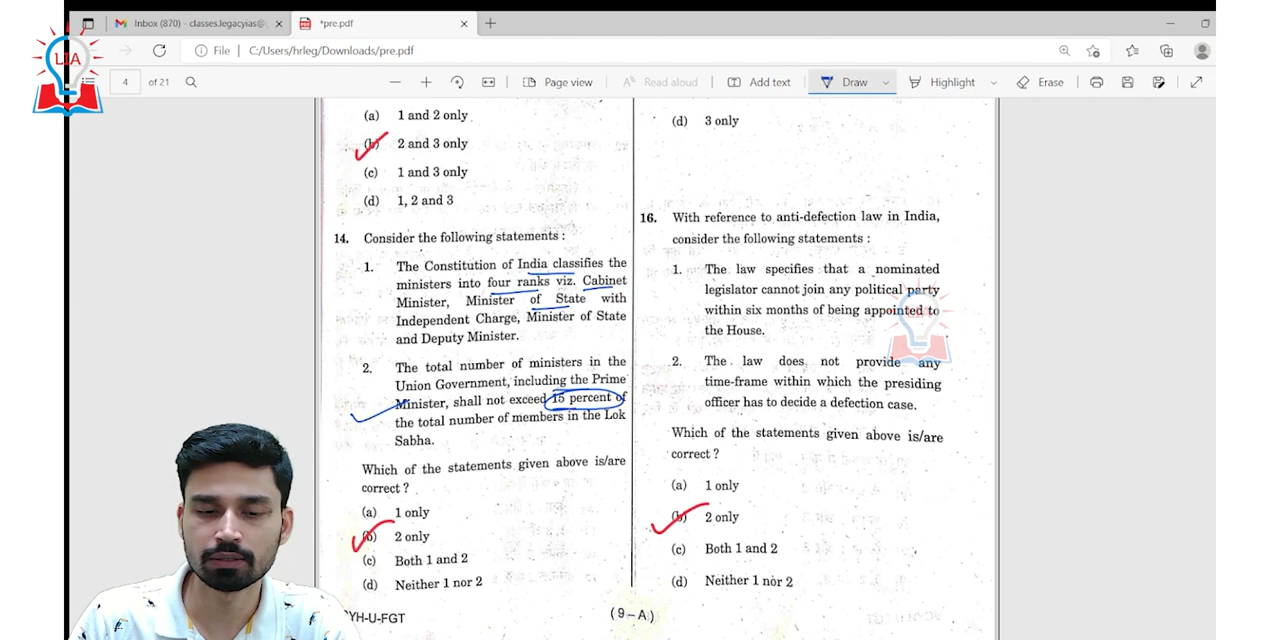 Inbox (870) - classes.legacyias@
*pre.pdf
LIA
File
C:/Users/hrleg/Downloads/pre.pdf
4 of 21
Page view
Read aloud
Add text
Draw
Highlight
Erase
(a) 1 and 2 only
(b) 2 and 3 only
(c) 1 and 3 only
(d) 1, 2 and 3
14. Consider the following statements :
1. The Constitution of India classifies the
ministers into four ranks viz. Cabinet
Minister, Minister of State with
Independent Charge, Minister of State
and Deputy Minister.
2. The total number of ministers in the
Union Government, including the Prime
Minister, shall not exceed 15 percent of
the total number of members in the Lok
Sabha.
Which of the statements given above is/are
correct ?
(a) 1 only
(b) 2 only
(c) Both 1 and 2
(d) Neither 1 nor 2
YH-U-FGT
(d) 3 only
16. With reference to anti-defection law in India,
consider the following statements :
1. The law specifies that a nominated
legislator cannot join any political party
within six months of being appointed to
the House.
2. The law does not provide any
time-frame within which the presiding
officer has to decide a defection case.
Which of the statements given above is/are
correct ?
(a) 1 only
(b) 2 only
(c) Both 1 and 2
(d) Neither 1 nor 2
(9–A)